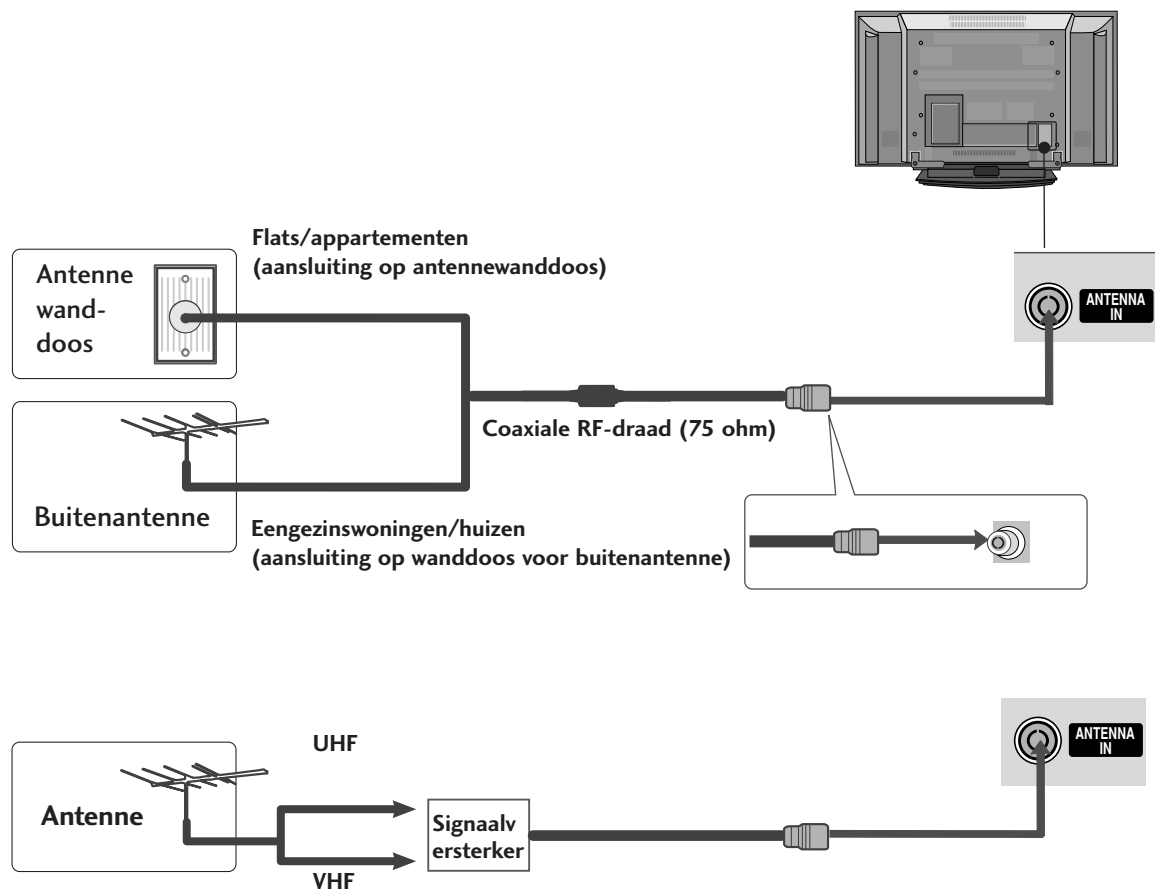 Flats/appartementen
(aansluiting op antennewanddoos)
Antenne
wand-
doos
ANTENNA
IN
Coaxiale RF-draad (75 ohm)
Buitenantenne
Eengezinswoningen/huizen
(aansluiting op wanddoos voor buitenantenne)
UHF
ANTENNA
IN
Antenne
Signaalv
ersterker
VHF